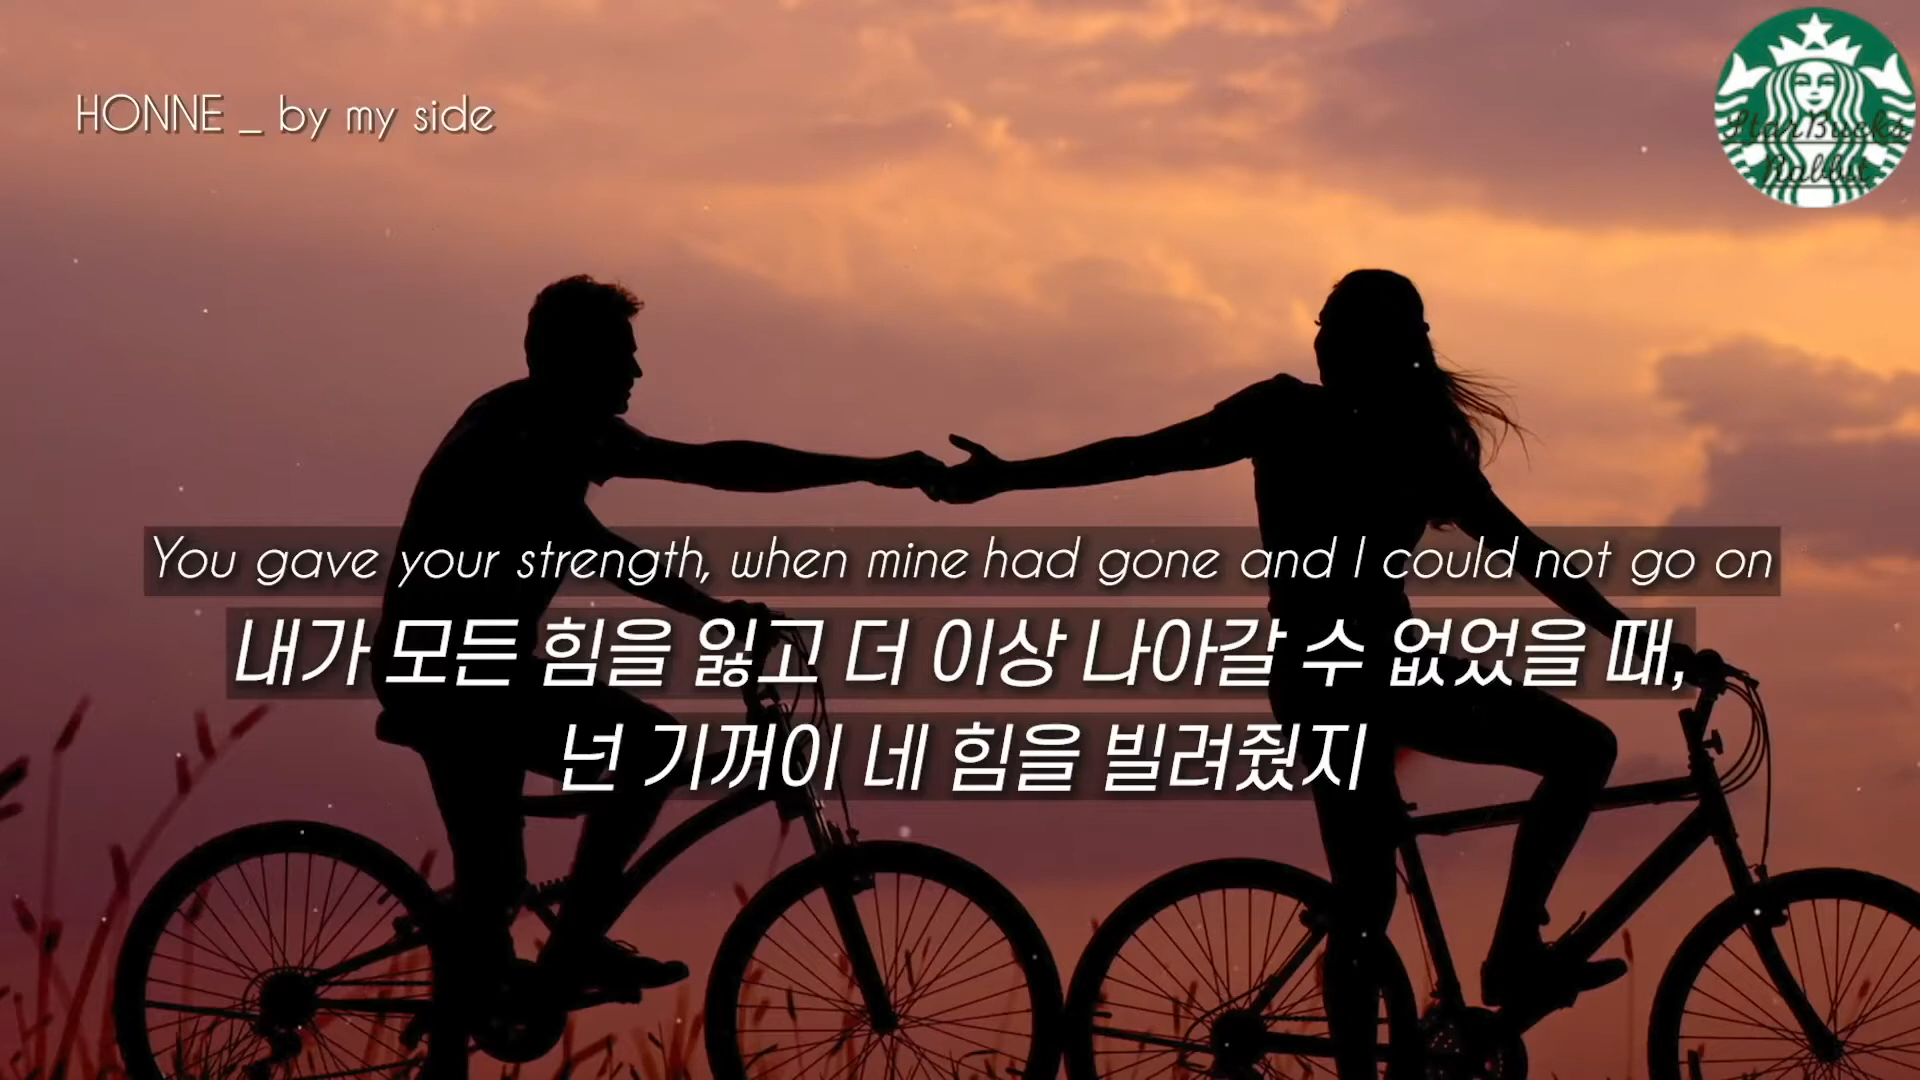 HONNE _ by my side
StarBucks
Rabbit
You gave your strength, when mine had gone and I could not go on
내가 모든 힘을 잃고 더 이상 나아갈 수 없었을 때,
넌 기꺼이 네 힘을 빌려줬지